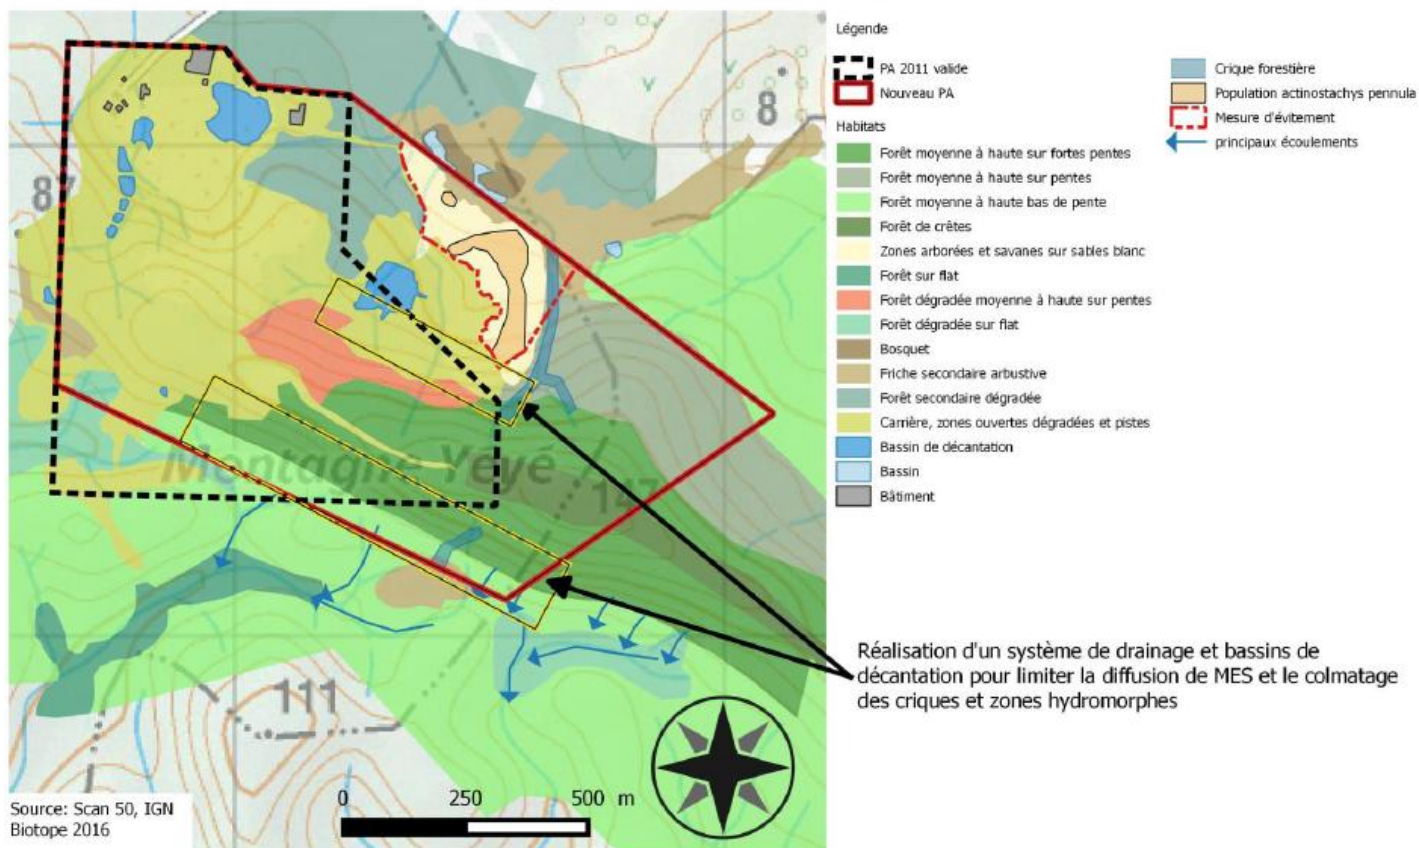 Légende
PA 2011 valide
Nouveau PA
Habitats
Forêt moyenne à haute sur fortes pentes
Forêt moyenne à haute sur pentes
Forêt moyenne à haute bas de pente
Forêt de crêtes
Zones arborées et savanes sur sables blanc
Forêt sur flat
Forêt dégradée moyenne à haute sur pentes
Forêt dégradée sur flat
Bosquet
Friche secondaire arbustive
Forêt secondaire dégradée
Carrière, zones ouvertes dégradées et pistes
Bassin de décantation
Bassin
Bâtiment
Crique forestière
Population actinostachys pennula
Mesure d'évitement
principaux écoulements
8
87
Montagne Yéyé
147
111
Réalisation d'un système de drainage et bassins de
décantation pour limiter la diffusion de MES et le colmatage
des criques et zones hydromorphes
0 250 500 m
Source: Scan 50, IGN
Biotope 2016